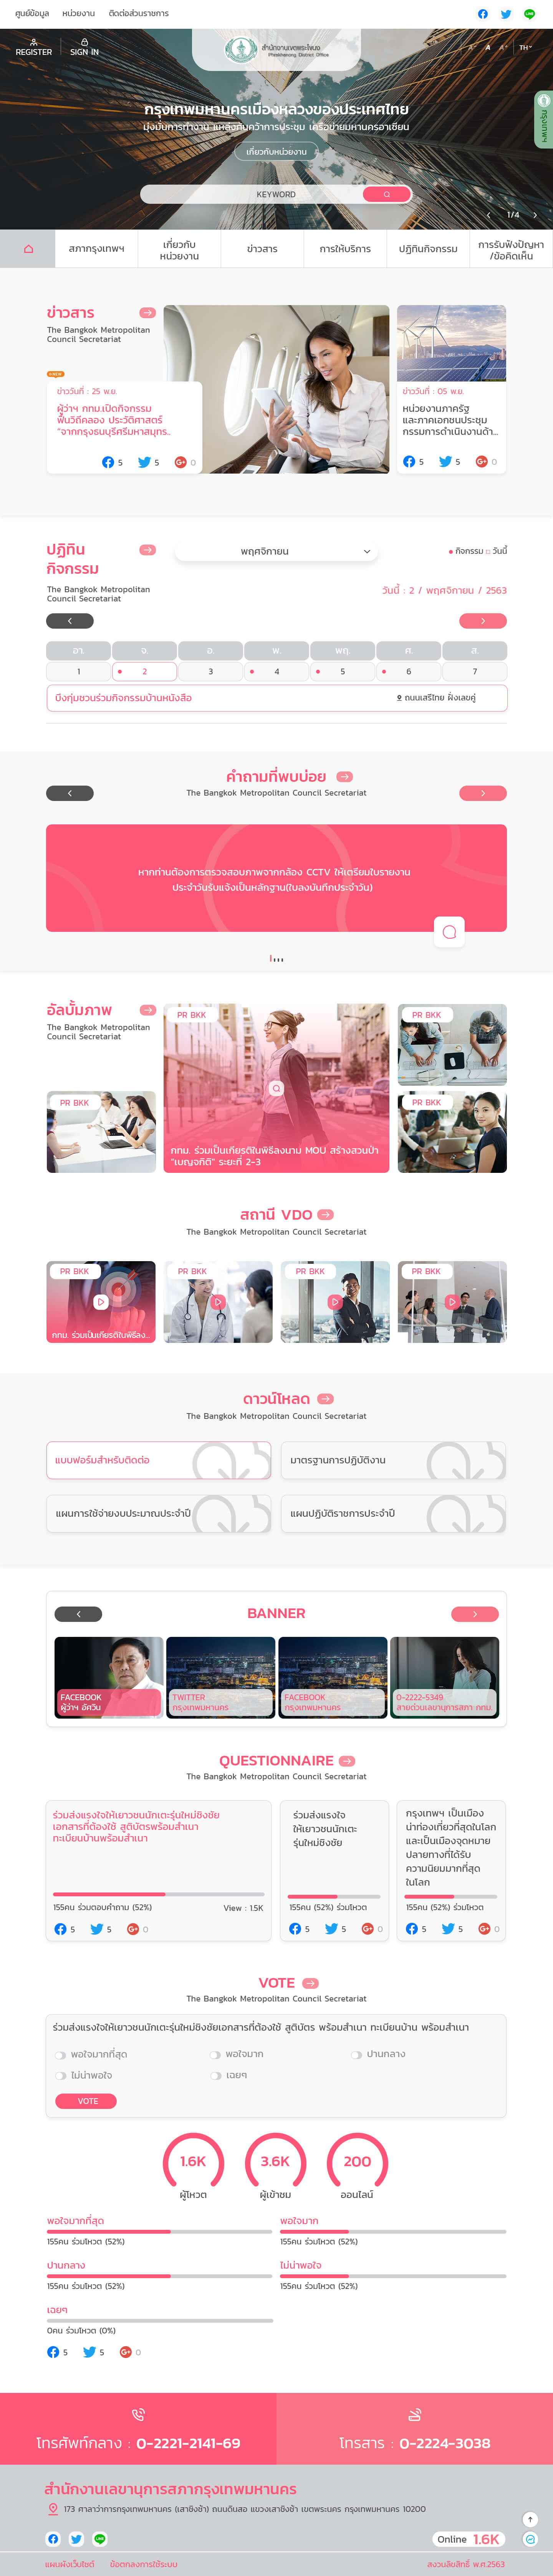 ศูนย์ข้อมูล หน่วยงาน ติดต่อส่วนราชการ
REGISTER SIGN IN
สำนักงานเขตพระโขนง
Phrakhanong District Office
A- A A+ TH
กรุงเทพฯ
กรุงเทพมหานครเมืองหลวงของประเทศไทย
มุ่งมั่นการทำงาน แหล่งค้นคว้าการประชุม เครือข่ายมหานครอาเซียน
เกี่ยวกับหน่วยงาน
KEYWORD
1/4
สภากรุงเทพฯ
เกี่ยวกับ
หน่วยงาน
ข่าวสาร
การให้บริการ
ปฏิทินกิจกรรม
การรับฟังปัญหา
/ข้อคิดเห็น
ข่าวสาร
The Bangkok Metropolitan
Council Secretariat
ข่าววันที่ : 25 พ.ย.
ผู้ว่าฯ กทม.เปิดกิจกรรม
ฟื้นวิถีคลอง ประวัติศาสตร์
“จากกรุงธนบุรีศรีมหาสมุทร..
5 5 0
ข่าววันที่ : 05 พ.ย.
หน่วยงานภาครัฐ
และภาคเอกชนประชุม
กรรมการดำเนินงานด้า...
5 5 0
ปฏิทิน
กิจกรรม
The Bangkok Metropolitan
Council Secretariat
พฤศจิกายน
กิจกรรม วันนี้
วันนี้ : 2 / พฤศจิกายน / 2563
อา. จ. อ. พ. พฤ. ศ. ส.
1 2 3 4 5 6 7
บึงกุ่มชวนร่วมกิจกรรมบ้านหนังสือ ถนนเสรีไทย ฝั่งเลขคู่
คำถามที่พบบ่อย
The Bangkok Metropolitan Council Secretariat
หากท่านต้องการตรวจสอบภาพจากกล้อง CCTV ให้เตรียมใบรายงาน
ประจำวันรับแจ้งเป็นหลักฐาน(ใบลงบันทึกประจำวัน)
อัลบั้มภาพ
The Bangkok Metropolitan
Council Secretariat
PR BKK
PR BKK
กทม. ร่วมเป็นเกียรติในพิธีลงนาม MOU สร้างสวนป่า
“เบญจกิติ” ระยะที่ 2-3
PR BKK
PR BKK
สถานี VDO
The Bangkok Metropolitan Council Secretariat
PR BKK PR BKK PR BKK PR BKK
กทม. ร่วมเป็นเกียรติในพิธีลง...
ดาวน์โหลด
The Bangkok Metropolitan Council Secretariat
แบบฟอร์มสำหรับติดต่อ มาตรฐานการปฏิบัติงาน
แผนการใช้จ่ายงบประมาณประจำปี แผนปฏิบัติราชการประจำปี
BANNER
FACEBOOK
ผู้ว่าฯ อัศวิน
TWITTER
กรุงเทพมหานคร
FACEBOOK
กรุงเทพมหานคร
0-2222-5349
สายด่วนเลขานุการสภา กทม.
QUESTIONNAIRE
The Bangkok Metropolitan Council Secretariat
ร่วมส่งแรงใจให้เยาวชนนักเตะรุ่นใหม่ชิงชัย
เอกสารที่ต้องใช้ สูติบัตรพร้อมสำเนา
ทะเบียนบ้านพร้อมสำเนา
155คน ร่วมตอบคำถาม (52%) View : 1.5K
5 5 0
ร่วมส่งแรงใจ
ให้เยาวชนนักเตะ
รุ่นใหม่ชิงชัย
155คน (52%) ร่วมโหวต
5 5 0
กรุงเทพฯ เป็นเมือง
น่าท่องเที่ยวที่สุดในโลก
และเป็นเมืองจุดหมาย
ปลายทางที่ได้รับ
ความนิยมมากที่สุด
ในโลก
155คน (52%) ร่วมโหวต
5 5 0
VOTE
The Bangkok Metropolitan Council Secretariat
ร่วมส่งแรงใจให้เยาวชนนักเตะรุ่นใหม่ชิงชัยเอกสารที่ต้องใช้ สูติบัตร พร้อมสำเนา ทะเบียนบ้าน พร้อมสำเนา
พอใจมากที่สุด พอใจมาก ปานกลาง
ไม่น่าพอใจ เฉยๆ
VOTE
1.6K 3.6K 200
ผู้โหวต ผู้เข้าชม ออนไลน์
พอใจมากที่สุด พอใจมาก
155คน ร่วมโหวต (52%) 155คน ร่วมโหวต (52%)
ปานกลาง ไม่น่าพอใจ
155คน ร่วมโหวต (52%) 155คน ร่วมโหวต (52%)
เฉยๆ
0คน ร่วมโหวต (0%)
5 5 0
โทรศัพท์กลาง : 0-2221-2141-69 โทรสาร : 0-2224-3038
สำนักงานเลขานุการสภากรุงเทพมหานคร
173 ศาลาว่าการกรุงเทพมหานคร (เสาชิงช้า) ถนนดินสอ แขวงเสาชิงช้า เขตพระนคร กรุงเทพมหานคร 10200
Online 1.6K
แผนผังเว็บไซต์ ข้อตกลงการใช้ระบบ สงวนลิขสิทธิ์ พ.ศ.2563